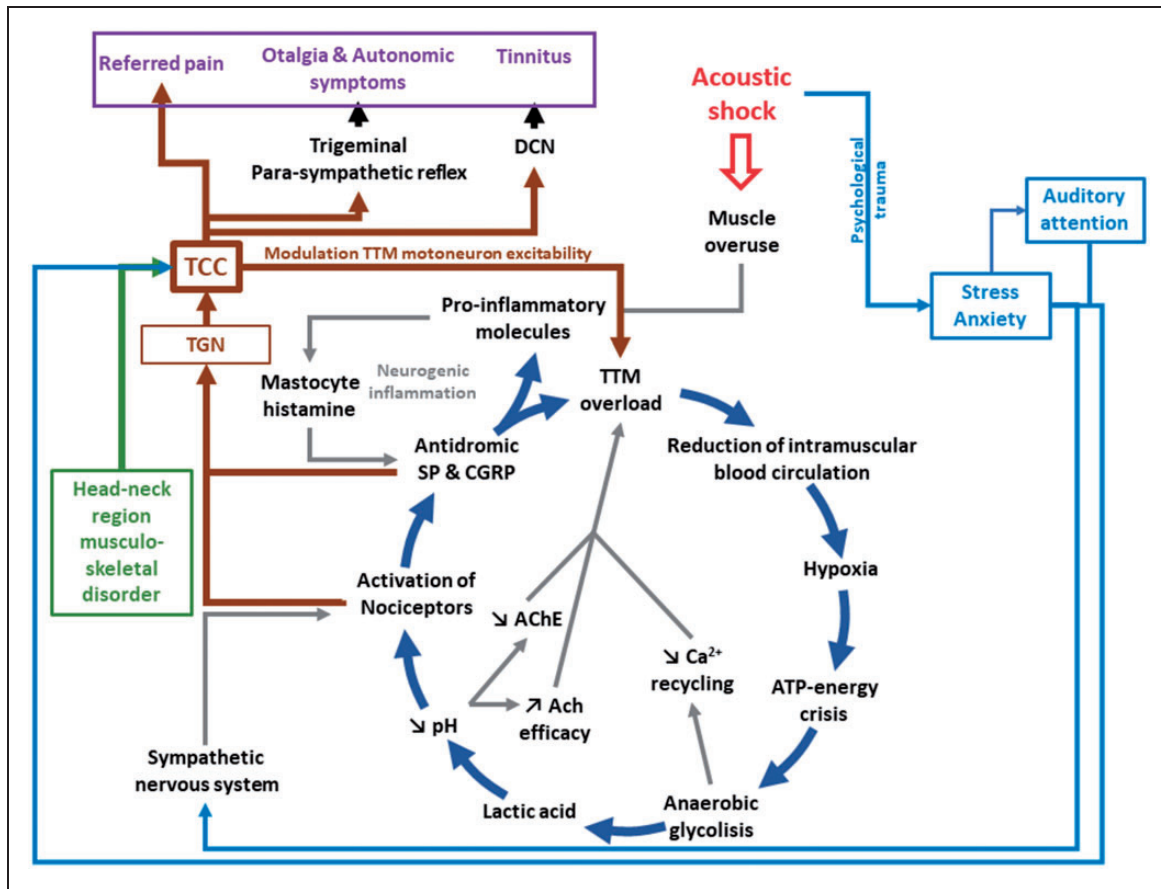 Referred pain
Otalgia & Autonomic
symptoms
Tinnitus
Acoustic
shock
Trigeminal
Para-sympathetic reflex
DCN
Psychological
trauma
Muscle
overuse
Auditory
attention
TCC
Modulation TTM motoneuron excitability
Stress
Anxiety
Pro-inflammatory
molecules
TGN
Mastocyte
histamine
Neurogenic
inflammation
TTM
overload
Antidromic
SP & CGRP
Reduction of intramuscular
blood circulation
Head-neck
region
musculo-
skeletal
disorder
Activation of
Nociceptors
Hypoxia
↘ AChE
↘ Ca²⁺
recycling
ATP-energy
crisis
↘ pH
↗ Ach
efficacy
Sympathetic
nervous system
Lactic acid
Anaerobic
glycolisis